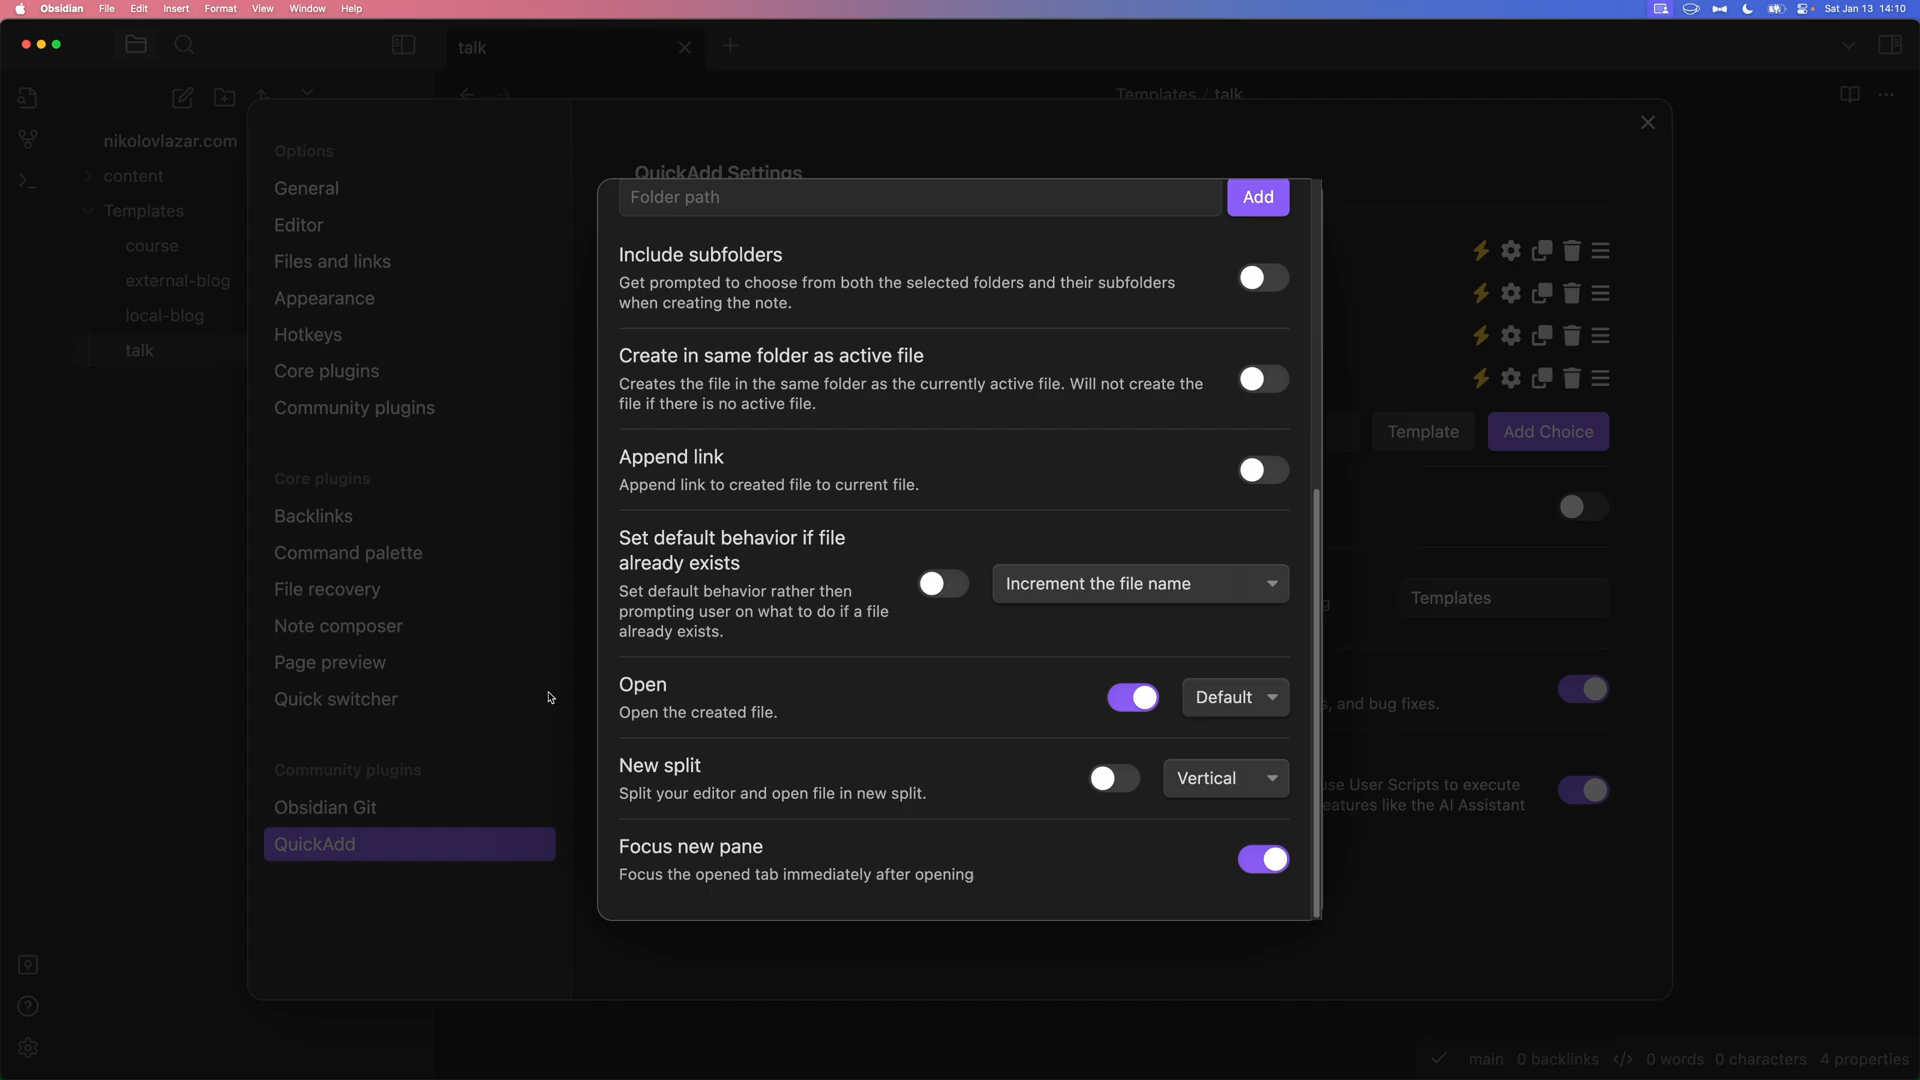 Obsidian File Edit Insert Format View Window Help
Sat Jan 13 14:10
talk
Templates / talk
nikolovlazar.com
content
Templates
course
external-blog
local-blog
talk
Options
General
Editor
Files and links
Appearance
Hotkeys
Core plugins
Community plugins
Core plugins
Backlinks
Command palette
File recovery
Note composer
Page preview
Quick switcher
Community plugins
Obsidian Git
QuickAdd
QuickAdd Settings
Folder path
Add
Include subfolders
Get prompted to choose from both the selected folders and their subfolders
when creating the note.
Create in same folder as active file
Creates the file in the same folder as the currently active file. Will not create the
file if there is no active file.
Append link
Append link to created file to current file.
Set default behavior if file
already exists
Set default behavior rather then
prompting user on what to do if a file
already exists.
Increment the file name
Open
Open the created file.
Default
New split
Split your editor and open file in new split.
Vertical
Focus new pane
Focus the opened tab immediately after opening
Template
Add Choice
Templates
s, and bug fixes.
use User Scripts to execute
eatures like the AI Assistant
main 0 backlinks 0 words 0 characters 4 properties